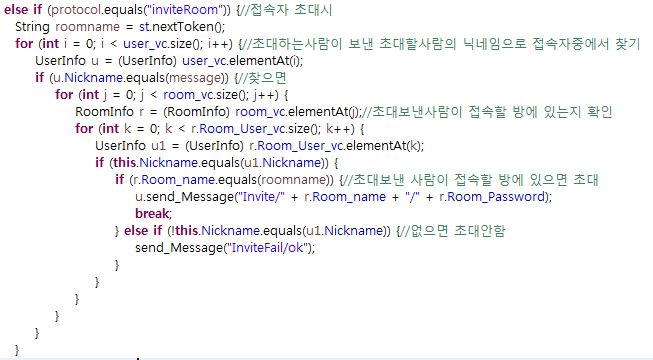 else if (protocol.equals("inviteRoom")) {//접속자 초대시
String roomname = st.nextToken();
for (int i = 0; i < user_vc.size(); i++) {//초대하는사람이 보낸 초대할사람의 닉네임으로 접속자중에서 찾기
UserInfo u = (UserInfo) user_vc.elementAt(i);
if (u.Nickname.equals(message)) {//찾으면
for (int j = 0; j < room_vc.size(); j++) {
RoomInfo r = (RoomInfo) room_vc.elementAt(j);//초대보낸사람이 접속할 방에 있는지 확인
for (int k = 0; k < r.Room_User_vc.size(); k++) {
UserInfo u1 = (UserInfo) r.Room_User_vc.elementAt(k);
if (this.Nickname.equals(u1.Nickname)) {
if (r.Room_name.equals(roomname)) {//초대보낸 사람이 접속할 방에 있으면 초대
u.send_Message("Invite/" + r.Room_name + "/" + r.Room_Password);
break;
} else if (!this.Nickname.equals(u1.Nickname)) {//없으면 초대안함
send_Message("InviteFail/ok");
}
}
}
}
}
}